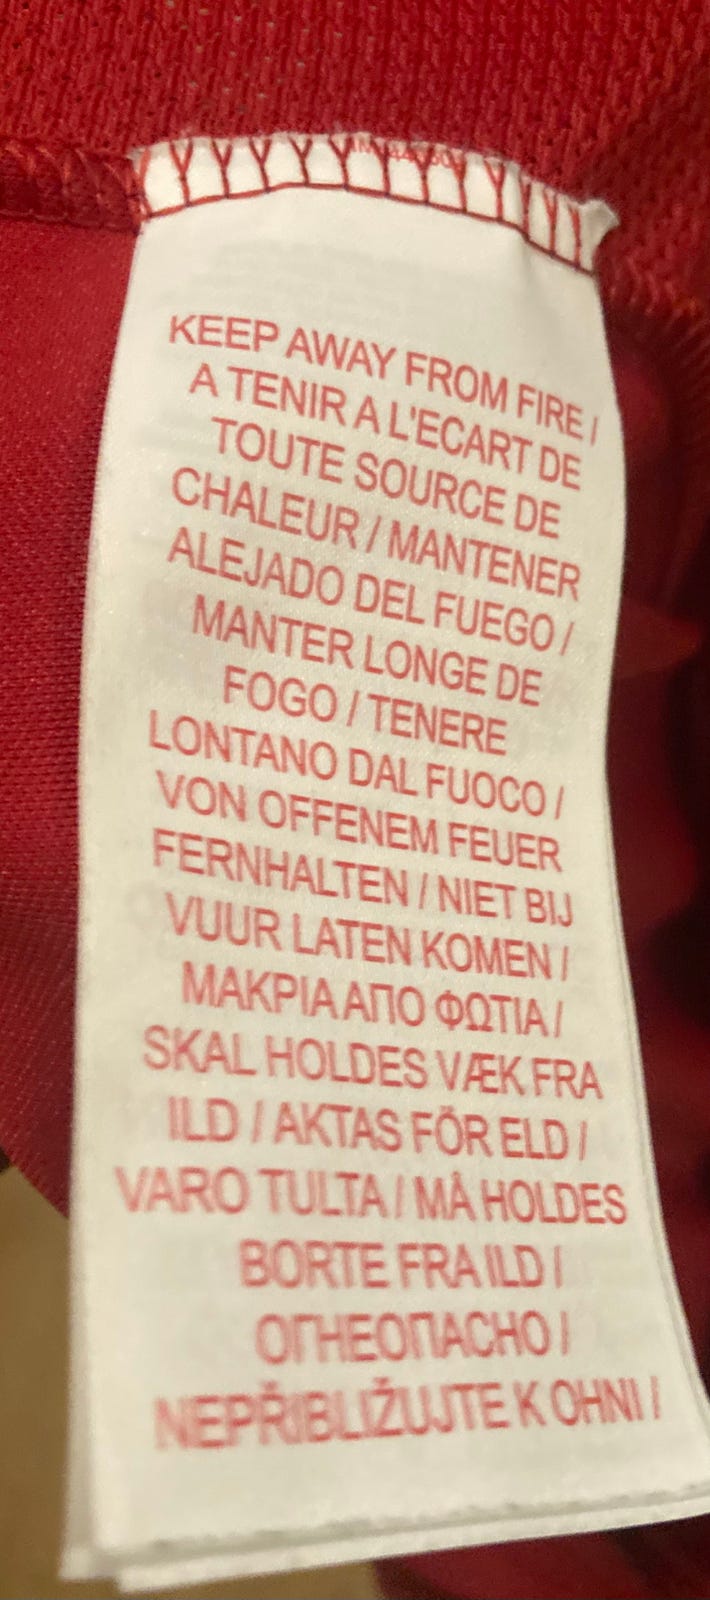 KEEP AWAY FROM FIRE /
A TENIR A L'ECART DE
TOUTE SOURCE DE
CHALEUR / MANTENER
ALEJADO DEL FUEGO /
MANTER LONGE DE
FOGO / TENERE
LONTANO DAL FUOCO /
VON OFFENEM FEUER
FERNHALTEN / NIET BIJ
VUUR LATEN KOMEN /
ΜΑΚΡΙΑ ΑΠΟ ΦΩΤΙΑ /
SKAL HOLDES VÆK FRA
ILD / AKTAS FÖR ELD /
VARO TULTA / MÅ HOLDES
BORTE FRA ILD /
ОГНЕОПАСНО /
NEPŘIBLIŽUJTE K OHNI /